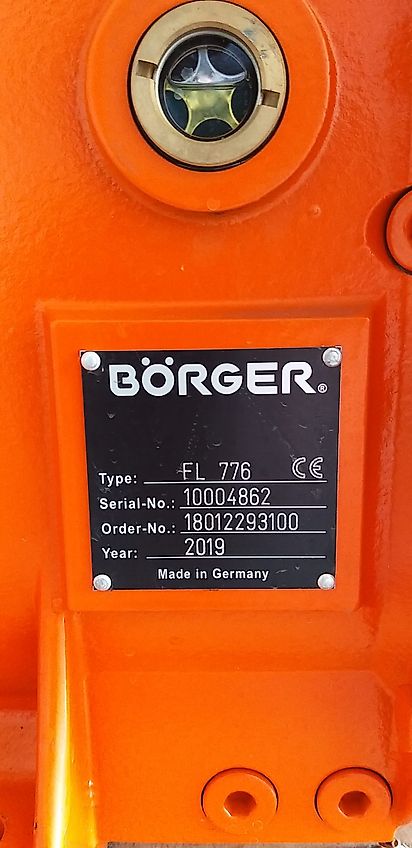 BÖRGER®
Type: FL 776 CE
Serial-No.: 10004862
Order-No.: 18012293100
Year: 2019
Made in Germany